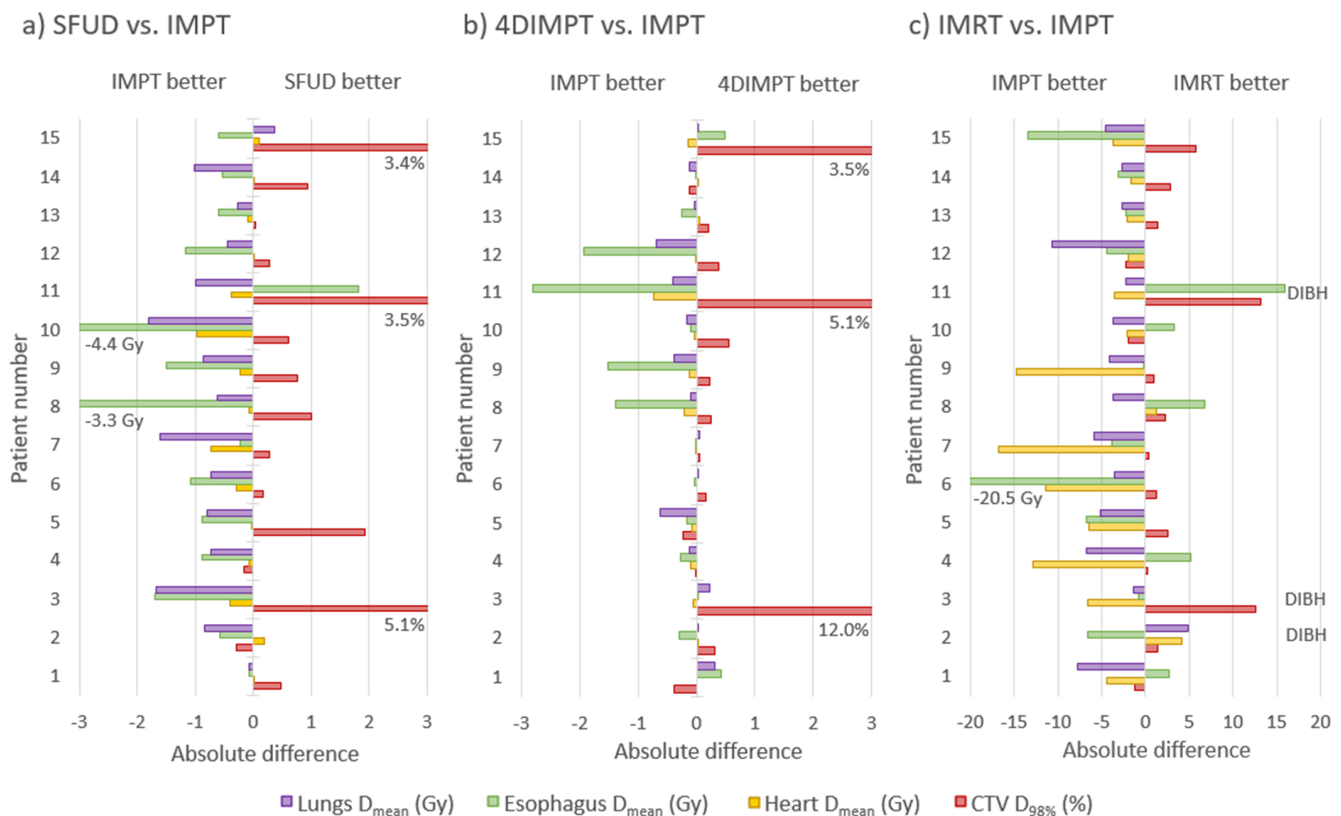 a) SFUD vs. IMPT
b) 4DIMPT vs. IMPT
c) IMRT vs. IMPT
IMPT better
SFUD better
IMPT better
4DIMPT better
IMPT better
IMRT better
Patient number
15
14
13
12
11
10
9
8
7
6
5
4
3
2
1
3.4%
3.5%
-4.4 Gy
-3.3 Gy
5.1%
-3 -2 -1 0 1 2 3
Absolute difference
Patient number
15
14
13
12
11
10
9
8
7
6
5
4
3
2
1
3.5%
5.1%
12.0%
-3 -2 -1 0 1 2 3
Absolute difference
Patient number
15
14
13
12
11
10
9
8
7
6
5
4
3
2
1
DIBH
-20.5 Gy
DIBH
DIBH
-20 -15 -10 -5 0 5 10 15 20
Absolute difference
Lungs Dmean (Gy) Esophagus Dmean (Gy) Heart Dmean (Gy) CTV D98% (%)